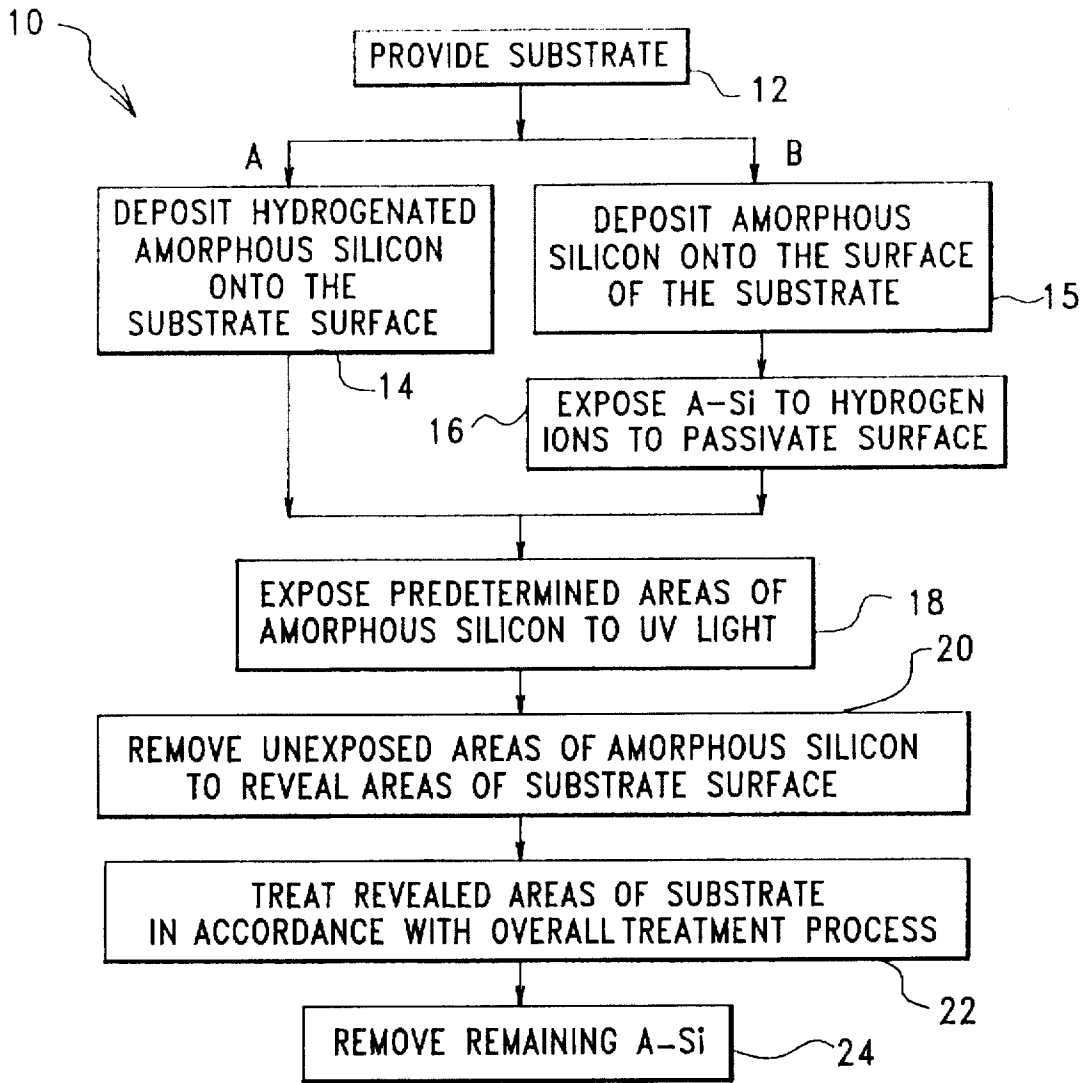 10
PROVIDE SUBSTRATE
12
A
B
DEPOSIT HYDROGENATED
AMORPHOUS SILICON
ONTO THE
SUBSTRATE SURFACE
14
DEPOSIT AMORPHOUS
SILICON ONTO THE SURFACE
OF THE SUBSTRATE
15
16
EXPOSE A-Si TO HYDROGEN
IONS TO PASSIVATE SURFACE
EXPOSE PREDETERMINED AREAS OF
AMORPHOUS SILICON TO UV LIGHT
18
20
REMOVE UNEXPOSED AREAS OF AMORPHOUS SILICON
TO REVEAL AREAS OF SUBSTRATE SURFACE
TREAT REVEALED AREAS OF SUBSTRATE
IN ACCORDANCE WITH OVERALL TREATMENT PROCESS
22
REMOVE REMAINING A-Si
24